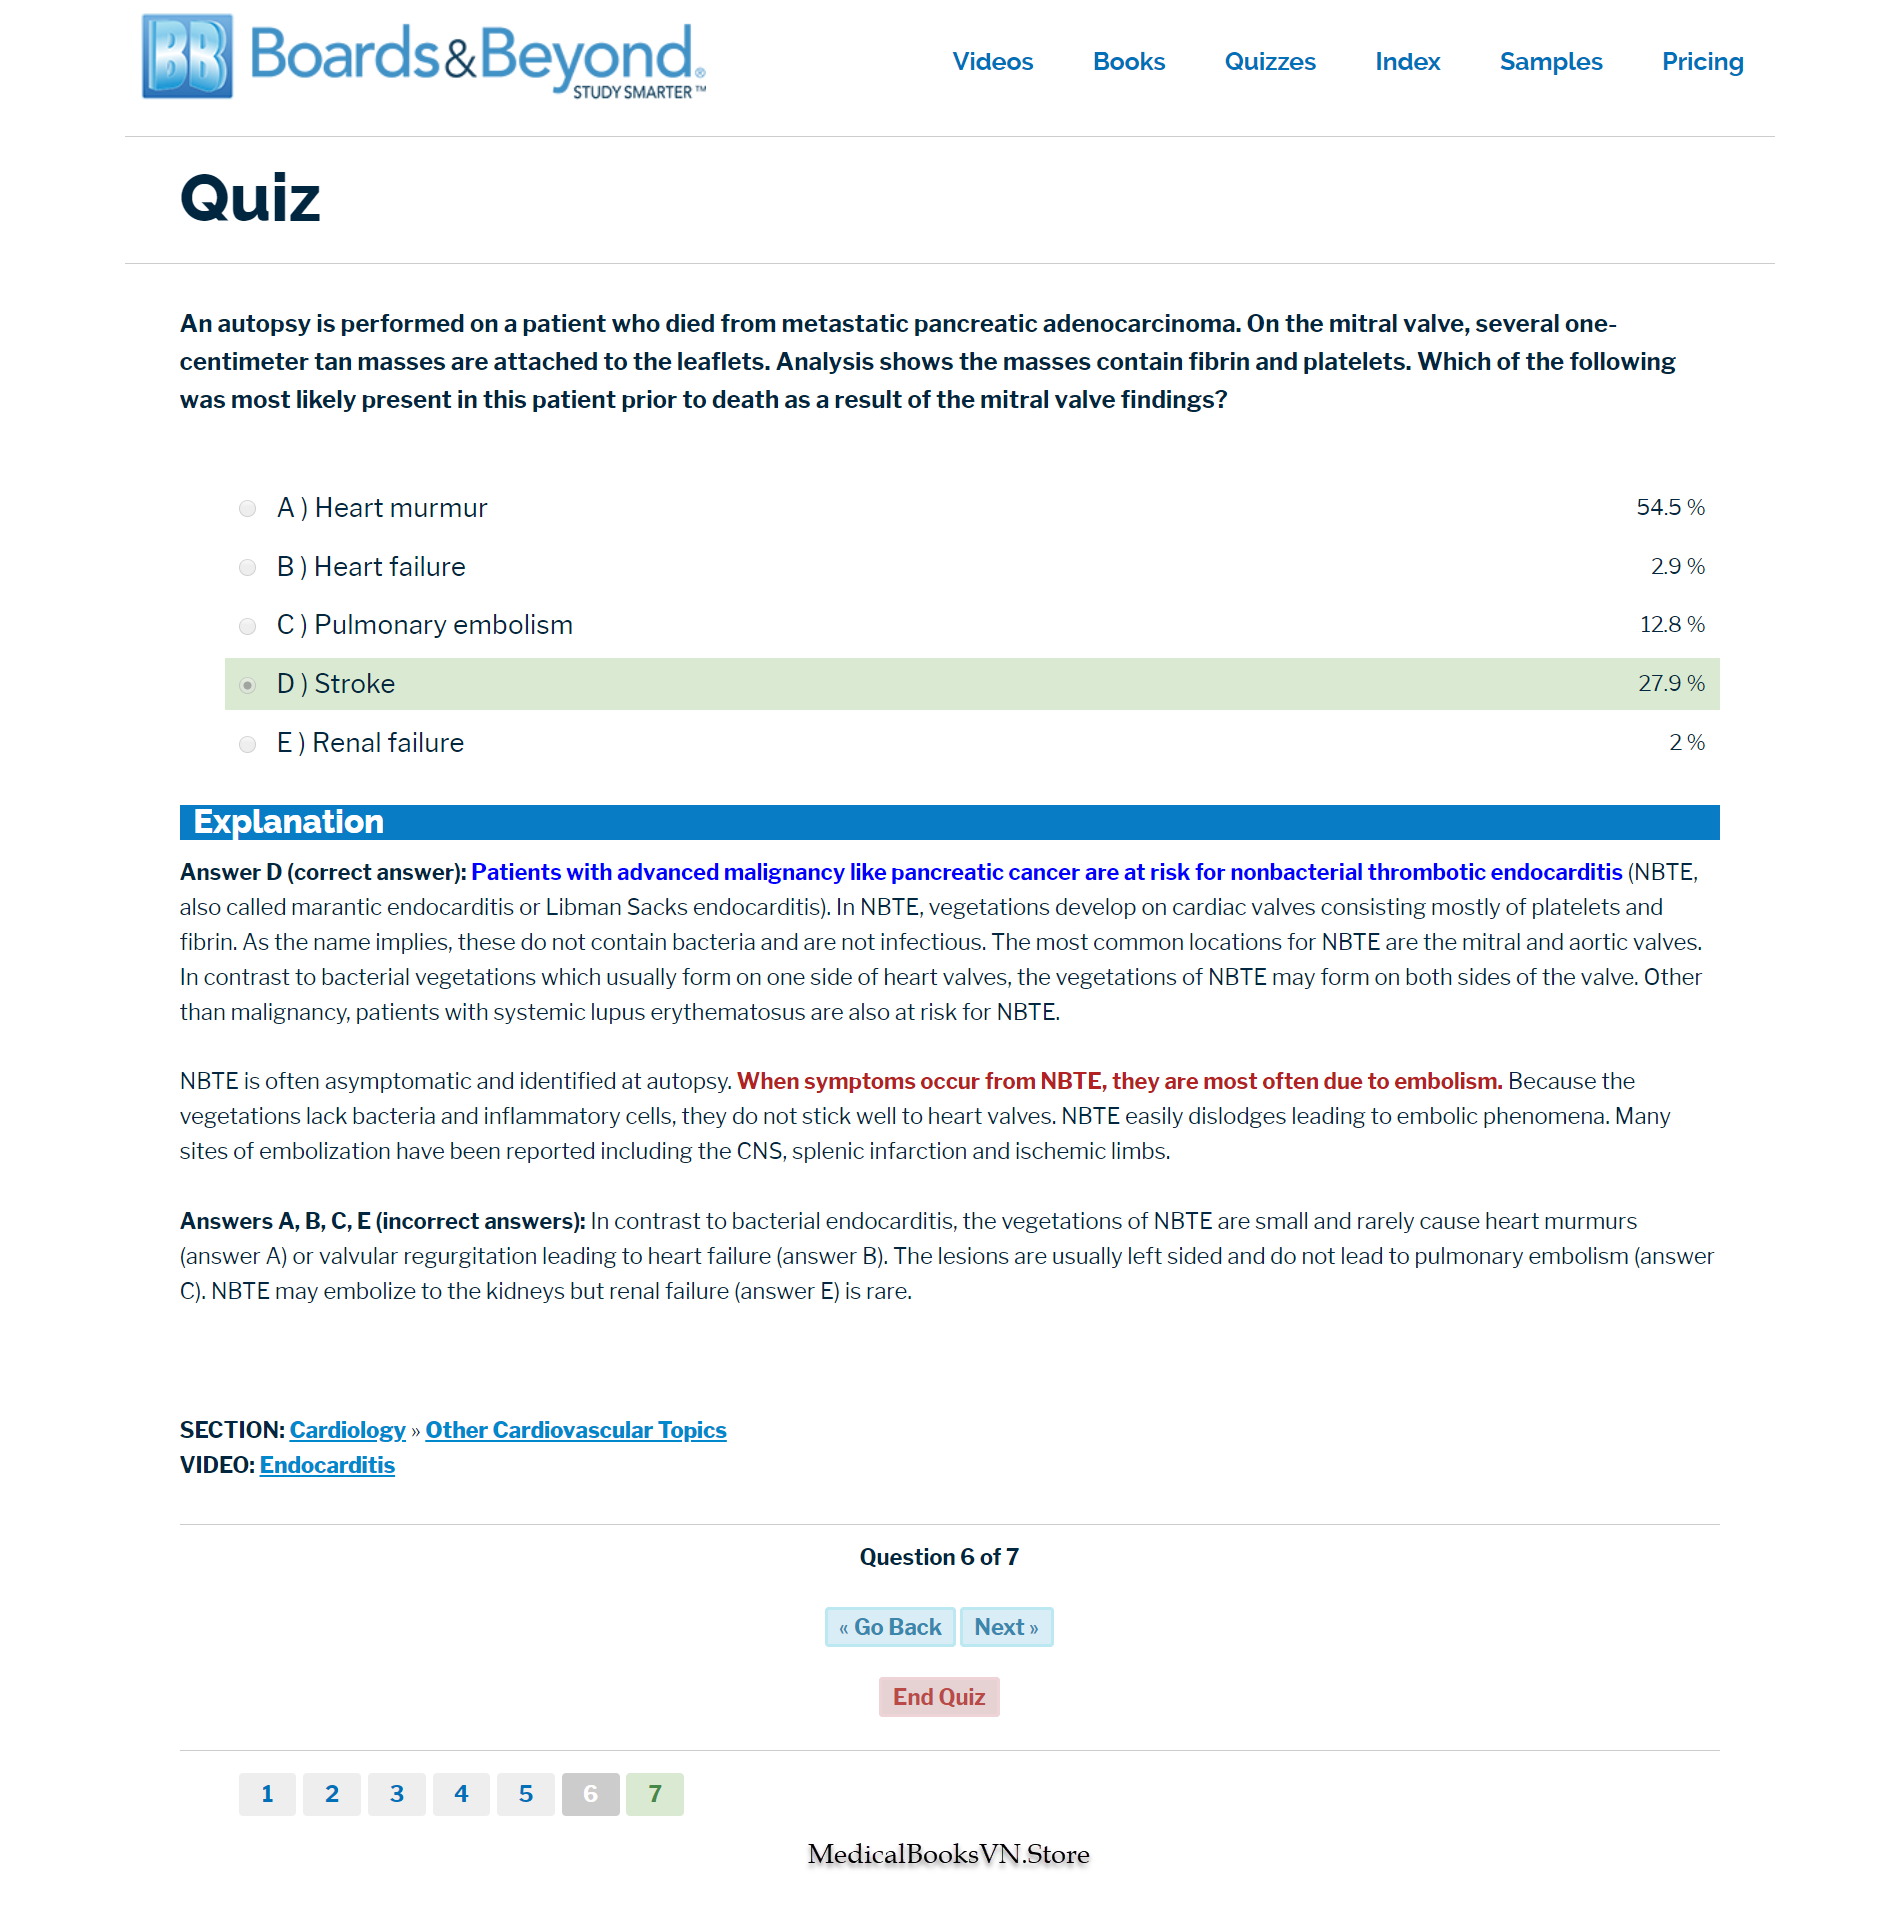 BB Boards&Beyond®
STUDY SMARTER™
Videos Books Quizzes Index Samples Pricing
Quiz
An autopsy is performed on a patient who died from metastatic pancreatic adenocarcinoma. On the mitral valve, several one-
centimeter tan masses are attached to the leaflets. Analysis shows the masses contain fibrin and platelets. Which of the following
was most likely present in this patient prior to death as a result of the mitral valve findings?
A ) Heart murmur 54.5 %
B ) Heart failure 2.9 %
C ) Pulmonary embolism 12.8 %
D ) Stroke 27.9 %
E ) Renal failure 2 %
Explanation
Answer D (correct answer): Patients with advanced malignancy like pancreatic cancer are at risk for nonbacterial thrombotic endocarditis (NBTE,
also called marantic endocarditis or Libman Sacks endocarditis). In NBTE, vegetations develop on cardiac valves consisting mostly of platelets and
fibrin. As the name implies, these do not contain bacteria and are not infectious. The most common locations for NBTE are the mitral and aortic valves.
In contrast to bacterial vegetations which usually form on one side of heart valves, the vegetations of NBTE may form on both sides of the valve. Other
than malignancy, patients with systemic lupus erythematosus are also at risk for NBTE.
NBTE is often asymptomatic and identified at autopsy. When symptoms occur from NBTE, they are most often due to embolism. Because the
vegetations lack bacteria and inflammatory cells, they do not stick well to heart valves. NBTE easily dislodges leading to embolic phenomena. Many
sites of embolization have been reported including the CNS, splenic infarction and ischemic limbs.
Answers A, B, C, E (incorrect answers): In contrast to bacterial endocarditis, the vegetations of NBTE are small and rarely cause heart murmurs
(answer A) or valvular regurgitation leading to heart failure (answer B). The lesions are usually left sided and do not lead to pulmonary embolism (answer
C). NBTE may embolize to the kidneys but renal failure (answer E) is rare.
SECTION: Cardiology » Other Cardiovascular Topics
VIDEO: Endocarditis
Question 6 of 7
« Go Back Next »
End Quiz
1 2 3 4 5 6 7
MedicalBooksVN.Store